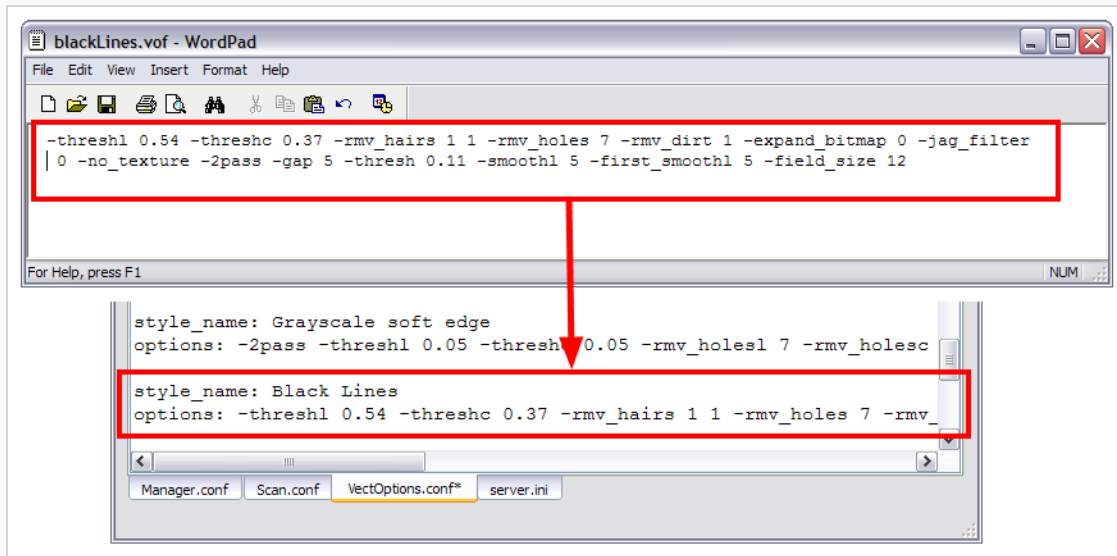 blackLines.vof - WordPad
File Edit View Insert Format Help
-threshl 0.54 -threshc 0.37 -rmv_hairs 1 1 -rmv_holes 7 -rmv_dirt 1 -expand_bitmap 0 -jag_filter
0 -no_texture -2pass -gap 5 -thresh 0.11 -smoothl 5 -first_smoothl 5 -field_size 12
For Help, press F1 NUM
style_name: Grayscale soft edge
options: -2pass -threshl 0.05 -thresh 0.05 -rmv_holesl 7 -rmv_holesc
style_name: Black Lines
options: -threshl 0.54 -threshc 0.37 -rmv_hairs 1 1 -rmv_holes 7 -rmv_
Manager.conf Scan.conf VectOptions.conf* server.ini